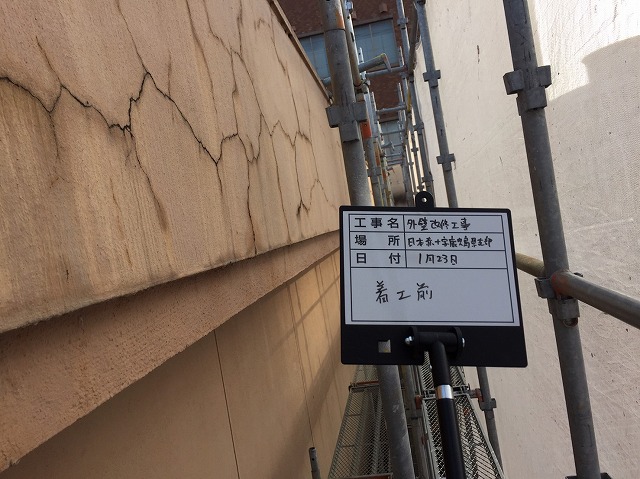 工事名 外壁改修工事
場所 日本赤十字鹿児島県支部
日付 1月23日
着工前